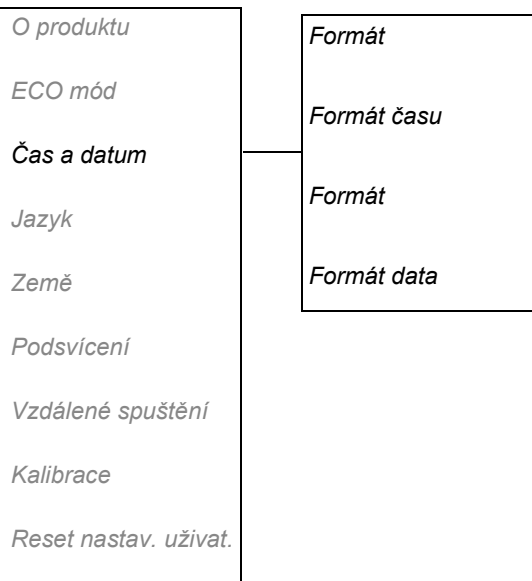 O produktu
ECO mód
Čas a datum
Jazyk
Země
Podsvícení
Vzdálené spuštění
Kalibrace
Reset nastav. uživat.
Formát
Formát času
Formát
Formát data